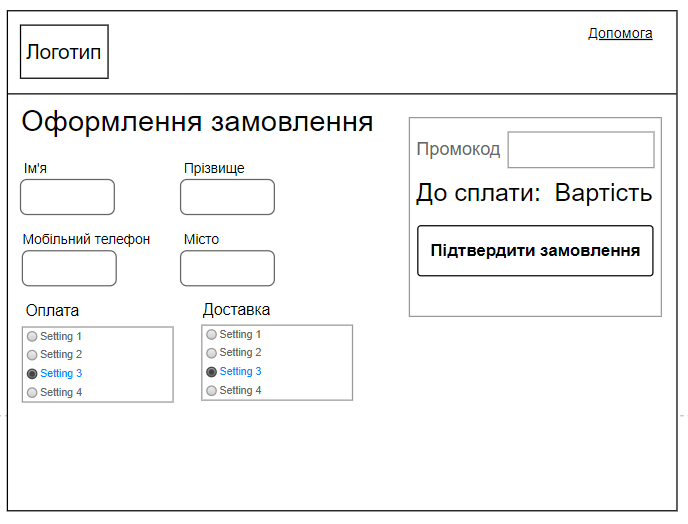 Логотип
Допомога
Оформлення замовлення
Ім'я
Прізвище
Мобільний телефон
Місто
Оплата
Setting 1
Setting 2
Setting 3
Setting 4
Доставка
Setting 1
Setting 2
Setting 3
Setting 4
Промокод
До сплати: Вартість
Підтвердити замовлення